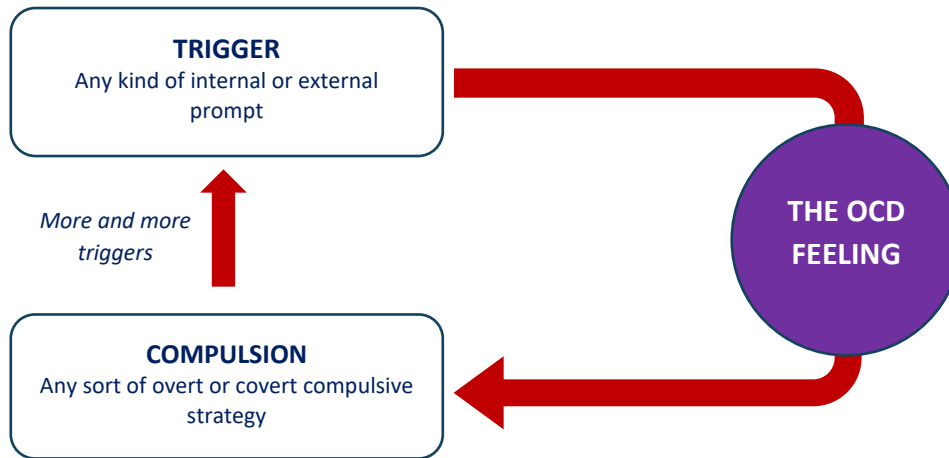 TRIGGER
Any kind of internal or external
prompt
THE OCD
FEELING
More and more
triggers
COMPULSION
Any sort of overt or covert compulsive
strategy